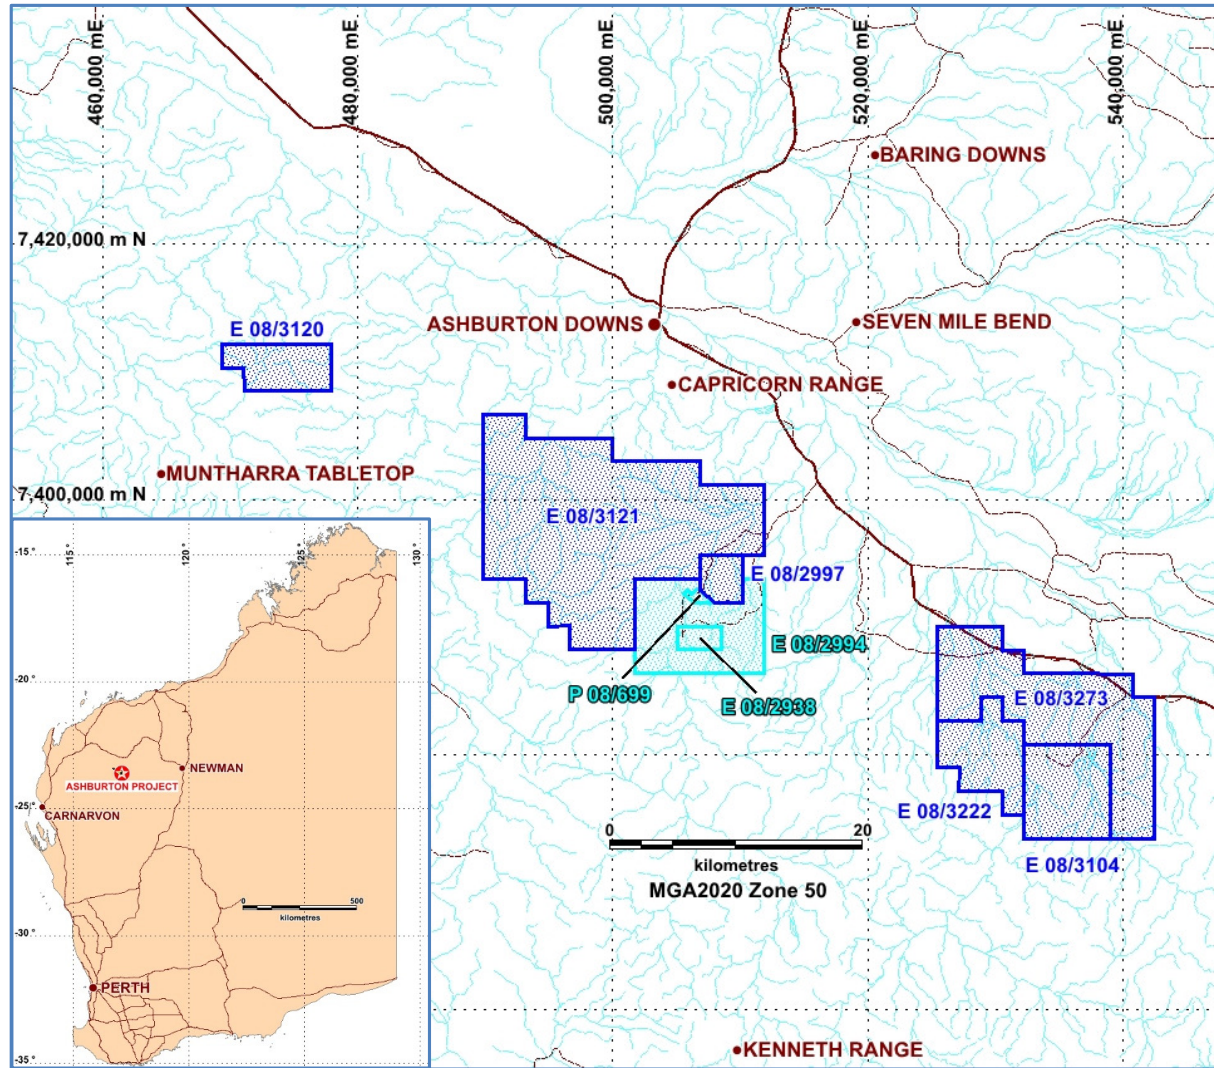 460,000 mE
480,000 mE
500,000 mE
520,000 mE
540,000 mE
BARING DOWNS
7,420,000 m N
ASHBURTON DOWNS
SEVEN MILE BEND
E 08/3120
CAPRICORN RANGE
MUNTHARRA TABLETOP
7,400,000 m N
E 08/3121
E 08/2997
E 08/2994
P 08/699
E 08/2938
E 08/3273
E 08/3222
E 08/3104
0 20
kilometres
MGA2020 Zone 50
KENNETH RANGE
115 °
120 °
125 °
130 °
-15 °
-20 °
-25 °
-30 °
-35 °
NEWMAN
ASHBURTON PROJECT
CARNARVON
0 500
kilometres
PERTH